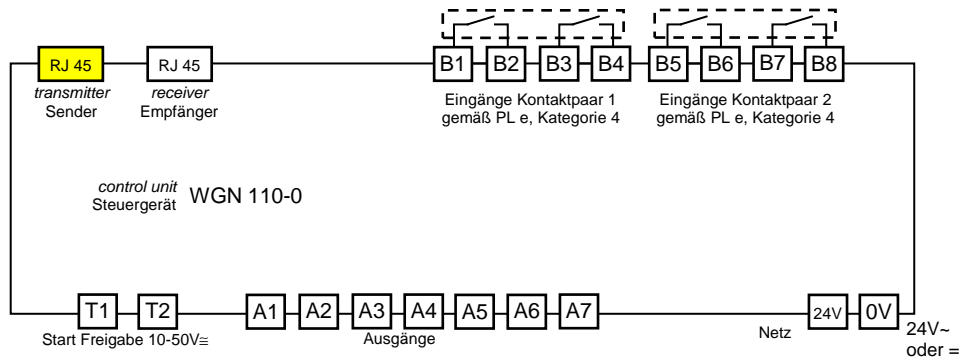 RJ 45 RJ 45 B1 B2 B3 B4 B5 B6 B7 B8
transmitter
Sender
receiver
Empfänger
Eingänge Kontaktpaar 1
gemäß PL e, Kategorie 4
Eingänge Kontaktpaar 2
gemäß PL e, Kategorie 4
control unit
Steuergerät
WGN 110-0
T1 T2 A1 A2 A3 A4 A5 A6 A7 24V 0V
Start Freigabe 10-50V≅
Ausgänge
Netz
24V~
oder =